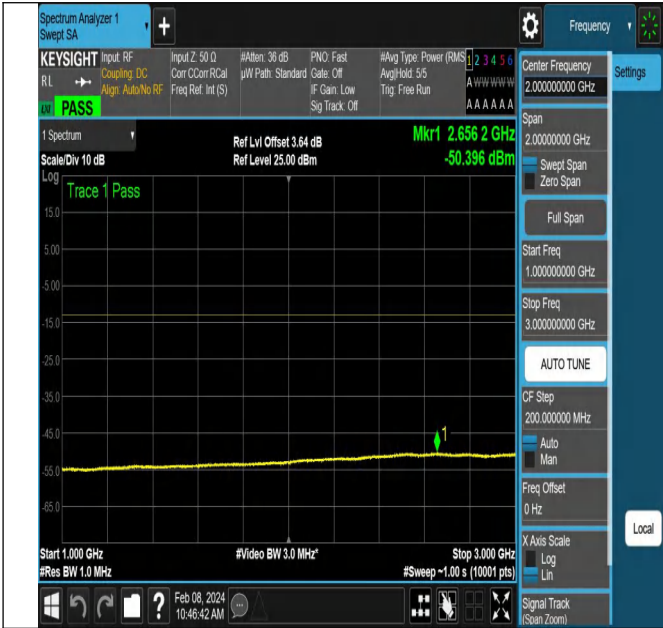 Spectrum Analyzer 1
Swept SA
Frequency
KEYSIGHT
RL
PASS
Input: RF
Coupling: DC
Align: Auto/No RF
Input Z: 50 Ω
Corr CCorr RCal
Freq Ref: Int (S)
#Atten: 36 dB
µW Path: Standard
PNO: Fast
Gate: Off
IF Gain: Low
Sig Track: Off
#Avg Type: Power (RMS
Avg|Hold: 5/5
Trig: Free Run
1 2 3 4 5 6
A W W W W W
A A A A A A
1 Spectrum
Scale/Div 10 dB
Ref Lvl Offset 3.64 dB
Ref Level 25.00 dBm
Mkr1 2.656 2 GHz
-50.396 dBm
Log
Trace 1 Pass
15.0
5.00
-5.00
-15.0
-25.0
-35.0
-45.0
-55.0
-65.0
1
Start 1.000 GHz
#Res BW 1.0 MHz
#Video BW 3.0 MHz*
Stop 3.000 GHz
#Sweep ~1.00 s (10001 pts)
Feb 08, 2024
10:46:42 AM
?
Center Frequency
2.000000000 GHz
Settings
Span
2.00000000 GHz
Swept Span
Zero Span
Full Span
Start Freq
1.000000000 GHz
Stop Freq
3.000000000 GHz
AUTO TUNE
CF Step
200.000000 MHz
Auto
Man
Freq Offset
0 Hz
Local
X Axis Scale
Log
Lin
Signal Track
(Span Zoom)